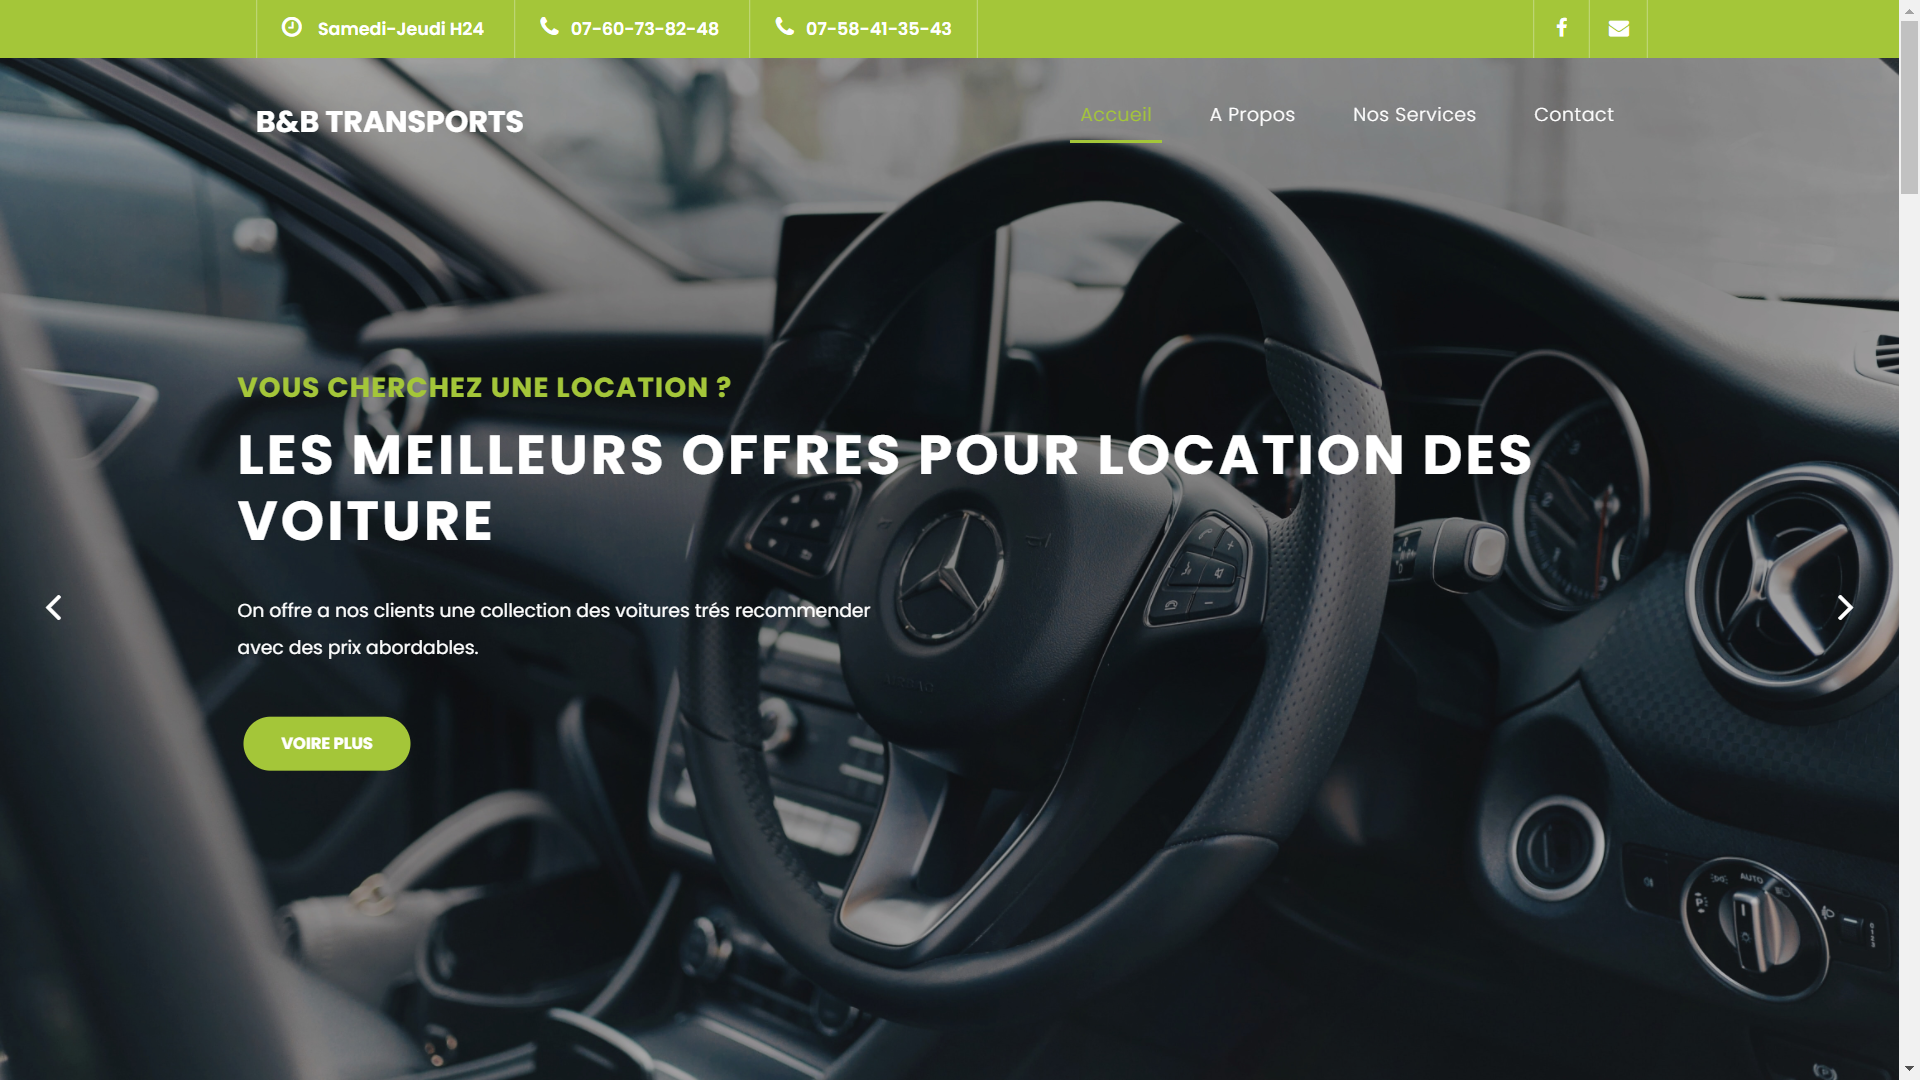 Samedi-Jeudi H24
07-60-73-82-48
07-58-41-35-43
B&B TRANSPORTS
Accueil
A Propos
Nos Services
Contact
VOUS CHERCHEZ UNE LOCATION ?
LES MEILLEURS OFFRES POUR LOCATION DES
VOITURE
On offre a nos clients une collection des voitures trés recommender
avec des prix abordables.
VOIRE PLUS
AUTO